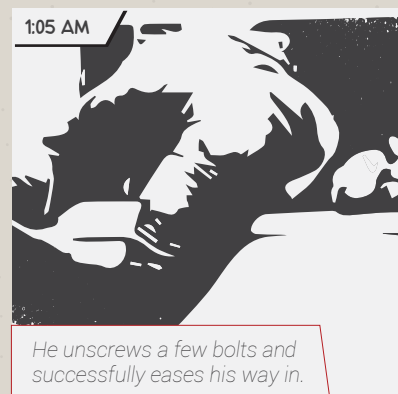 1:05 AM
He unscrews a few bolts and
successfully eases his way in.